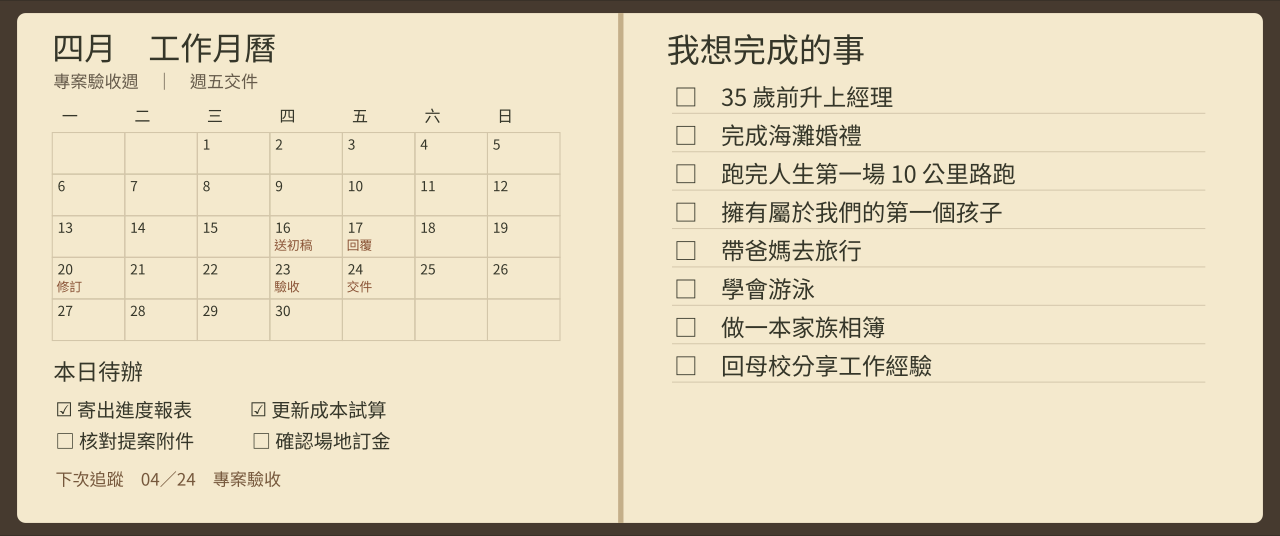 四月　工作月曆
專案驗收週　｜　週五交件
一 二 三 四 五 六 日
1 2 3 4 5
6 7 8 9 10 11 12
13 14 15 16 17 18 19
送初稿 回覆
20 21 22 23 24 25 26
修訂 驗收 交件
27 28 29 30
本日待辦
☑ 寄出進度報表 ☑ 更新成本試算
☐ 核對提案附件 ☐ 確認場地訂金
下次追蹤　04／24　專案驗收
我想完成的事
☐ 35 歲前升上經理
☐ 完成海灘婚禮
☐ 跑完人生第一場 10 公里路跑
☐ 擁有屬於我們的第一個孩子
☐ 帶爸媽去旅行
☐ 學會游泳
☐ 做一本家族相簿
☐ 回母校分享工作經驗